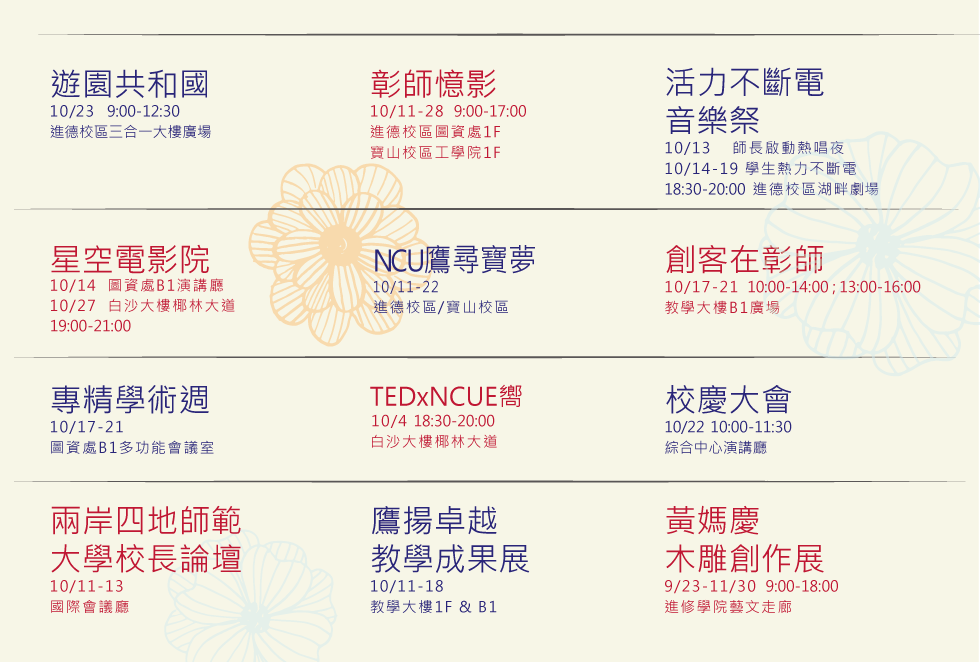 遊園共和國
10/23 9:00-12:30
進德校區三合一大樓廣場
彰師憶影
10/11-28 9:00-17:00
進德校區圖資處1F
寶山校區工學院1F
活力不斷電
音樂祭
10/13 師長啟動熱唱夜
10/14-19 學生熱力不斷電
18:30-20:00 進德校區湖畔劇場
星空電影院
10/14 圖資處B1演講廳
10/27 白沙大樓椰林大道
19:00-21:00
NCU鷹尋寶夢
10/11-22
進德校區/寶山校區
創客在彰師
10/17-21 10:00-14:00 ; 13:00-16:00
教學大樓B1廣場
專精學術週
10/17-21
圖資處B1多功能會議室
TEDxNCUE嚮
10/4 18:30-20:00
白沙大樓椰林大道
校慶大會
10/22 10:00-11:30
綜合中心演講廳
兩岸四地師範
大學校長論壇
10/11-13
國際會議廳
鷹揚卓越
教學成果展
10/11-18
教學大樓1F & B1
黃媽慶
木雕創作展
9/23-11/30 9:00-18:00
進修學院藝文走廊